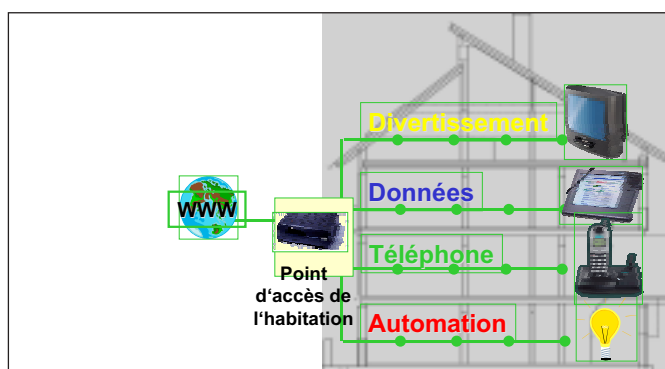 Divertissement
Données
WWW
Téléphone
Point
d‘accès de
l‘habitation
Automation